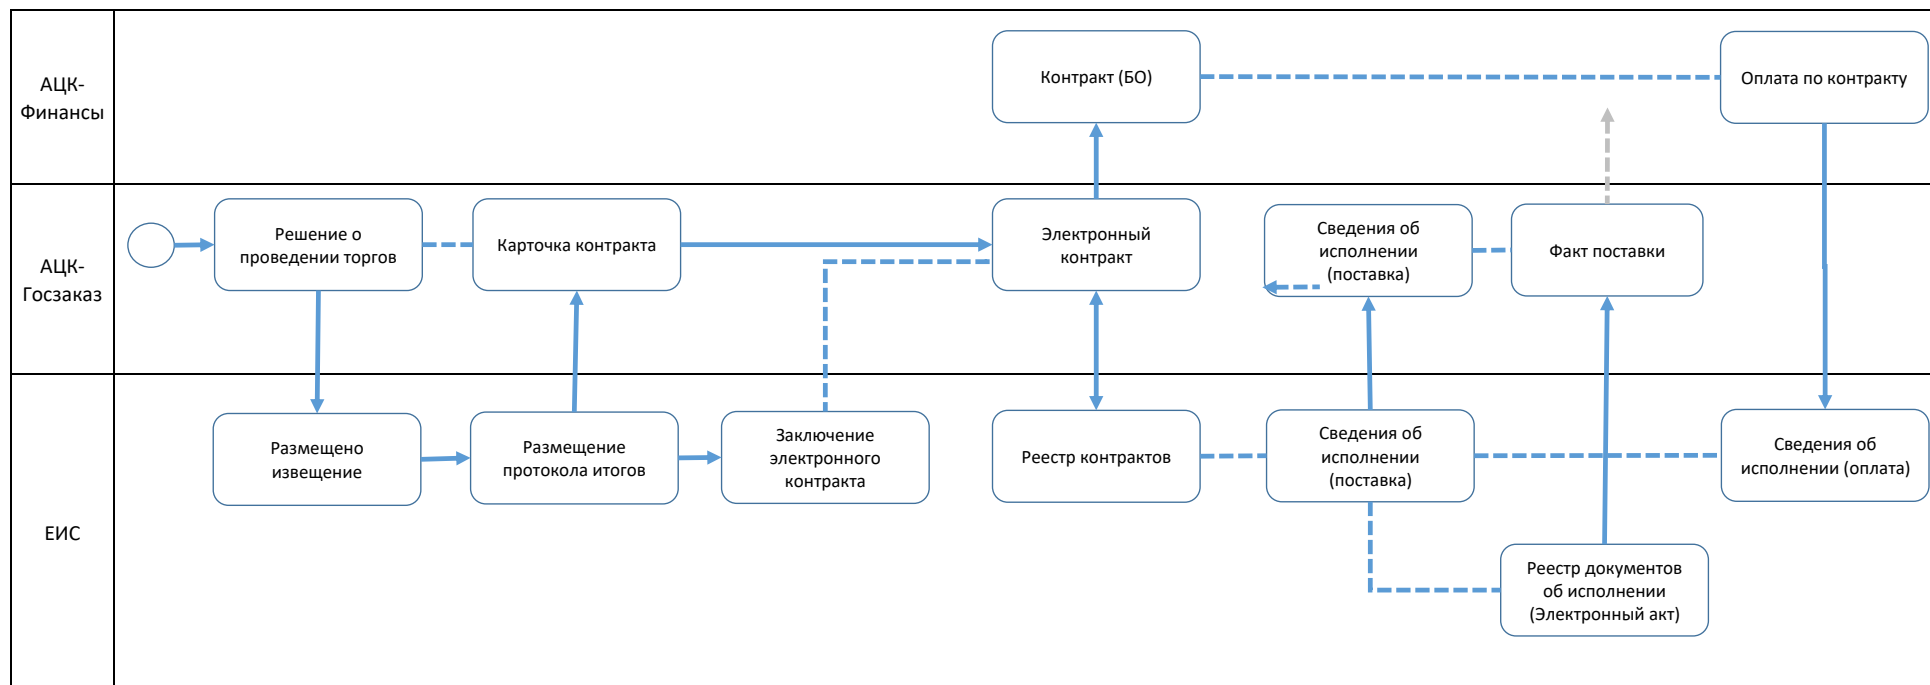 АЦК-
Финансы
Контракт (БО)
Оплата по контракту
АЦК-
Госзаказ
Решение о
проведении торгов
Карточка контракта
Электронный
контракт
Сведения об
исполнении
(поставка)
Факт поставки
ЕИС
Размещено
извещение
Размещение
протокола итогов
Заключение
электронного
контракта
Реестр контрактов
Сведения об
исполнении
(поставка)
Сведения об
исполнении (оплата)
Реестр документов
об исполнении
(Электронный акт)